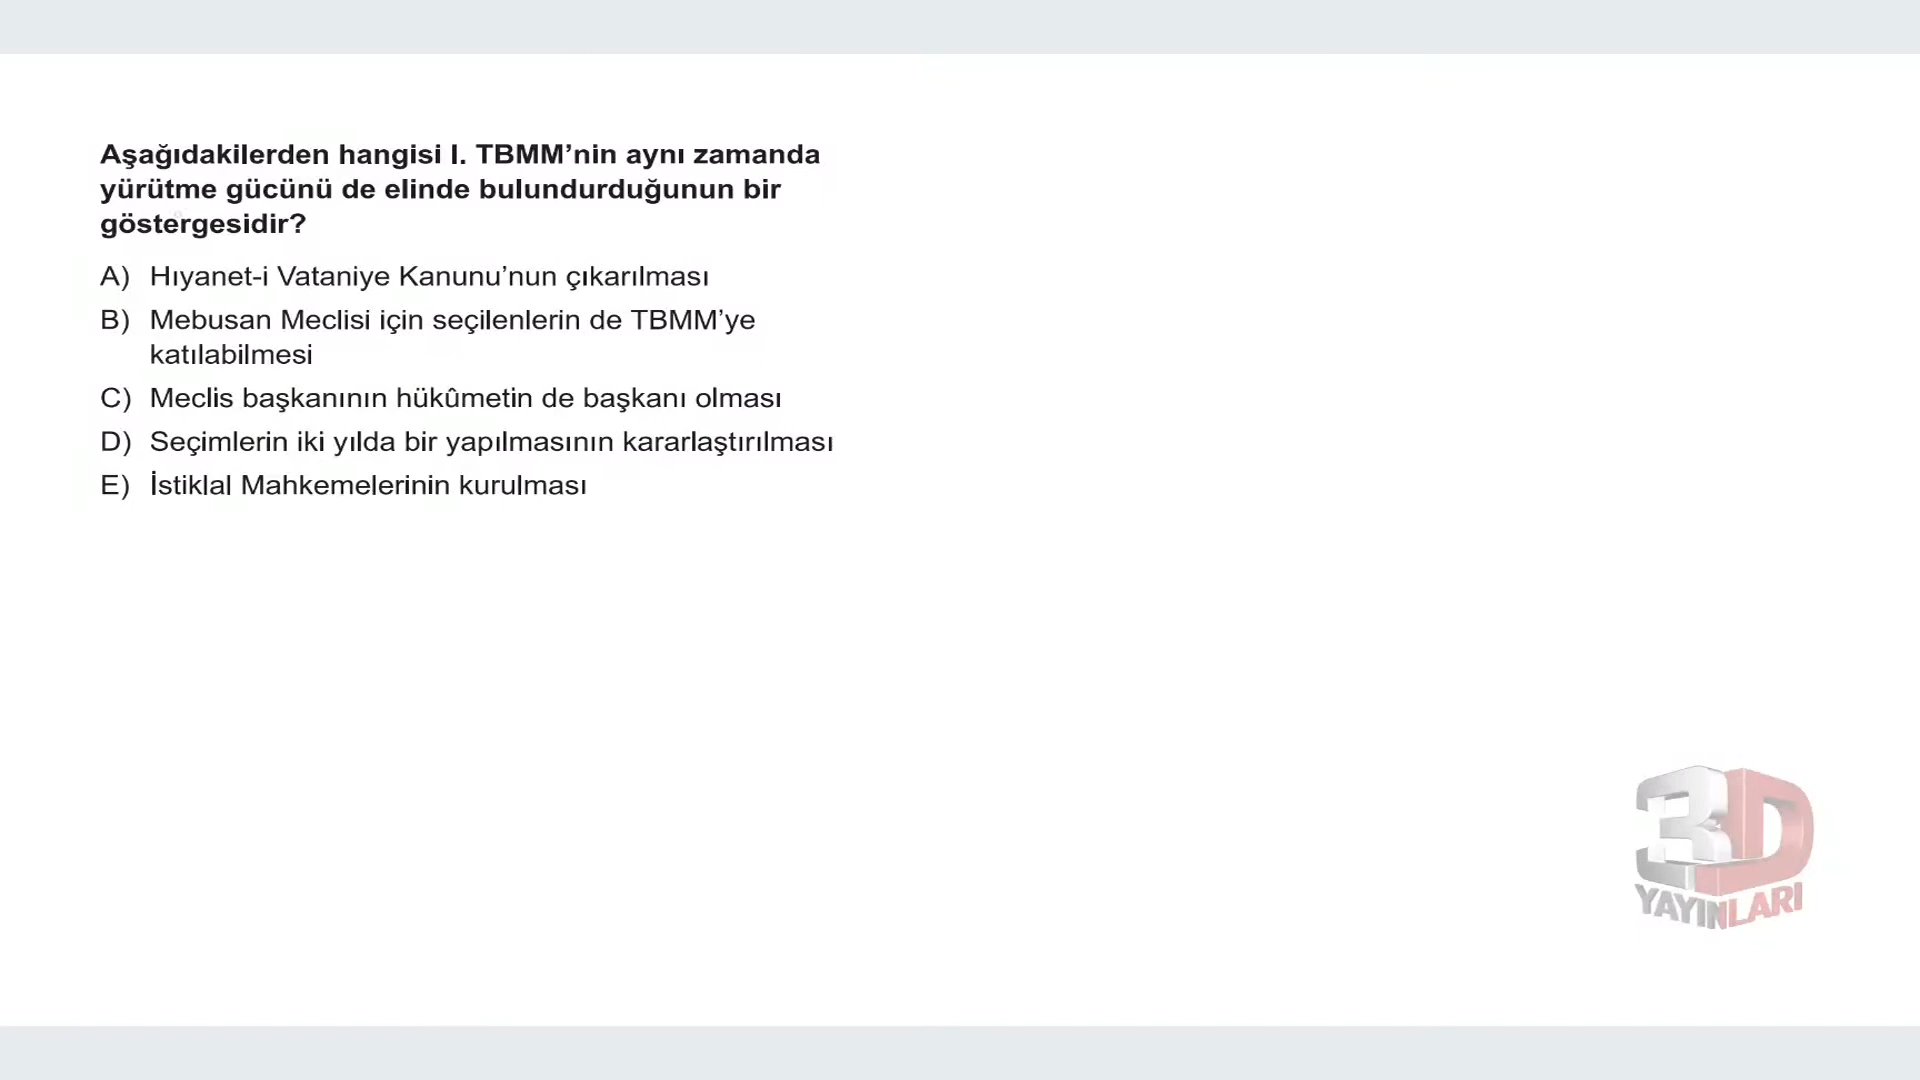 Aşağıdakilerden hangisi I. TBMM’nin aynı zamanda
yürütme gücünü de elinde bulundurduğunun bir
göstergesidir?
A) Hıyanet-i Vataniye Kanunu’nun çıkarılması
B) Mebusan Meclisi için seçilenlerin de TBMM’ye
katılabilmesi
C) Meclis başkanının hükûmetin de başkanı olması
D) Seçimlerin iki yılda bir yapılmasının kararlaştırılması
E) İstiklal Mahkemelerinin kurulması
3D
YAYINLARI